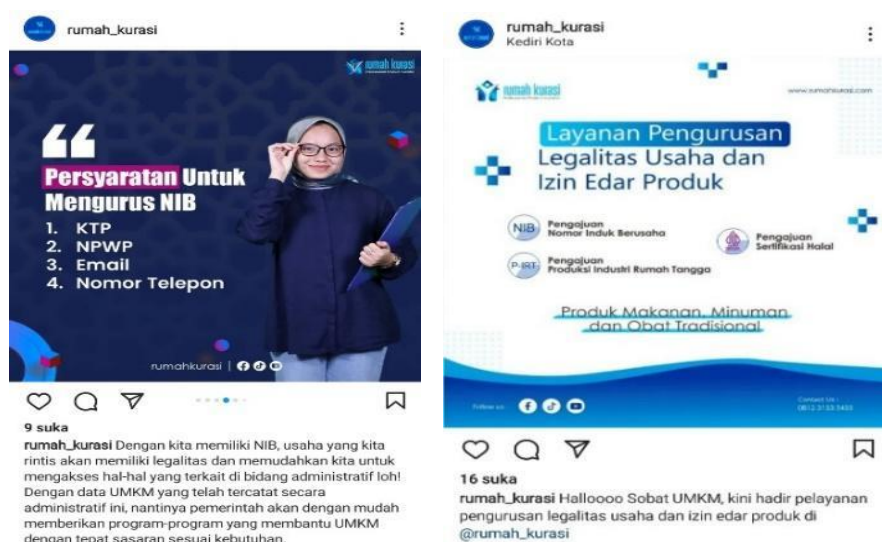 rumah_kurasi
rumah kurasi
Persyaratan Untuk
Mengurus NIB
1. KTP
2. NPWP
3. Email
4. Nomor Telepon
rumahkurasi |
9 suka
rumah_kurasi Dengan kita memiliki NIB, usaha yang kita
rintis akan memiliki legalitas dan memudahkan kita untuk
mengakses hal-hal yang terkait di bidang administratif loh!
Dengan data UMKM yang telah tercatat secara
administratif ini, nantinya pemerintah akan dengan mudah
memberikan program-program yang membantu UMKM
dengan tepat sasaran sesuai kebutuhan.
rumah_kurasi
Kediri Kota
rumah kurasi
www.rumahkurasi.com
Layanan Pengurusan
Legalitas Usaha dan
Izin Edar Produk
NIB
Pengajuan
Nomor Induk Berusaha
Pengajuan
Sertifikasi Halal
P-IRT
Pengajuan
Produksi Industri Rumah Tangga
Produk Makanan, Minuman
dan Obat Tradisional
Follow us :
Contact Us :
16 suka
rumah_kurasi Halloooo Sobat UMKM, kini hadir pelayanan
pengurusan legalitas usaha dan izin edar produk di
@rumah_kurasi